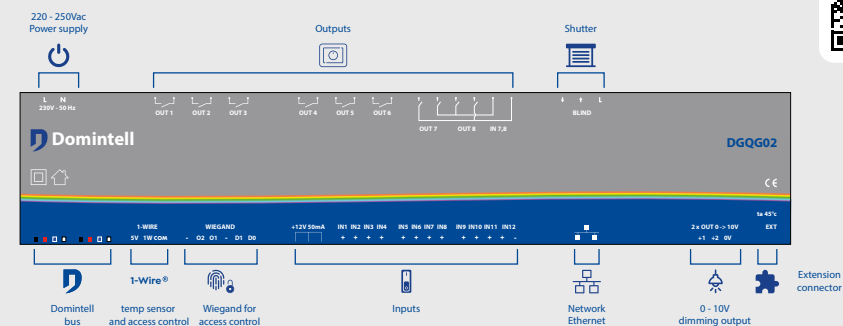 220 - 250Vac
Power supply
Outputs
Shutter
L N
230V - 50 Hz
OUT 1 OUT 2 OUT 3
OUT 4 OUT 5 OUT 6
OUT 7 OUT 8 IN 7,8
L
BLIND
Domintell
DGQG02
CE
ta 45°c
1-WIRE
5V 1W COM
WIEGAND
- O2 O1 - D1 D0
+12V 50mA
IN1 IN2 IN3 IN4 IN5 IN6 IN7 IN8 IN9 IN10 IN11 IN12
+ + + + + + + + + + + -
2 x OUT 0 -> 10V
+1 +2 0V
EXT
1-Wire®
Domintell
bus
temp sensor
and access control
Wiegand for
access control
Inputs
Network
Ethernet
0 - 10V
dimming output
Extension
connector